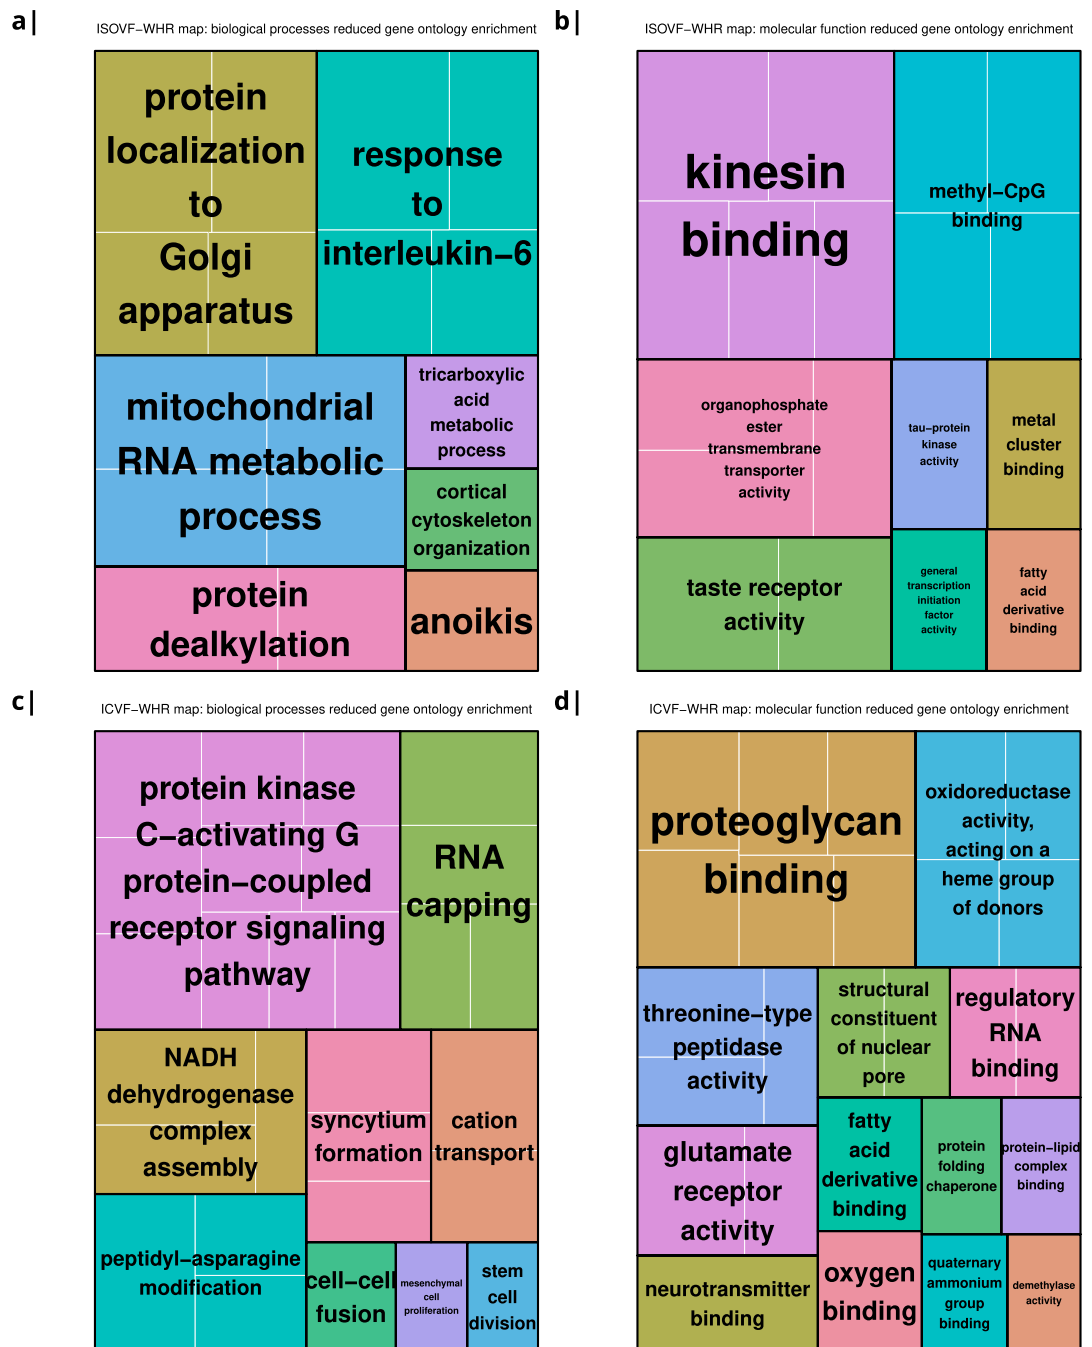 a|
ISOVF−WHR map: biological processes reduced gene ontology enrichment
protein
localization
to
Golgi
apparatus
response
to
interleukin−6
mitochondrial
RNA metabolic
process
tricarboxylic
acid
metabolic
process
cortical
cytoskeleton
organization
protein
dealkylation
anoikis
b|
ISOVF−WHR map: molecular function reduced gene ontology enrichment
kinesin
binding
methyl−CpG
binding
organophosphate
ester
transmembrane
transporter
activity
tau−protein
kinase
activity
metal
cluster
binding
taste receptor
activity
general
transcription
initiation
factor
activity
fatty
acid
derivative
binding
c|
ICVF−WHR map: biological processes reduced gene ontology enrichment
protein kinase
C−activating G
protein−coupled
receptor signaling
pathway
RNA
capping
NADH
dehydrogenase
complex
assembly
syncytium
formation
cation
transport
peptidyl−asparagine
modification
cell−cell
fusion
mesenchymal
cell
proliferation
stem
cell
division
d|
ICVF−WHR map: molecular function reduced gene ontology enrichment
proteoglycan
binding
oxidoreductase
activity,
acting on a
heme group
of donors
threonine−type
peptidase
activity
structural
constituent
of nuclear
pore
regulatory
RNA
binding
glutamate
receptor
activity
fatty
acid
derivative
binding
protein
folding
chaperone
protein−lipid
complex
binding
neurotransmitter
binding
oxygen
binding
quaternary
ammonium
group
binding
demethylase
activity